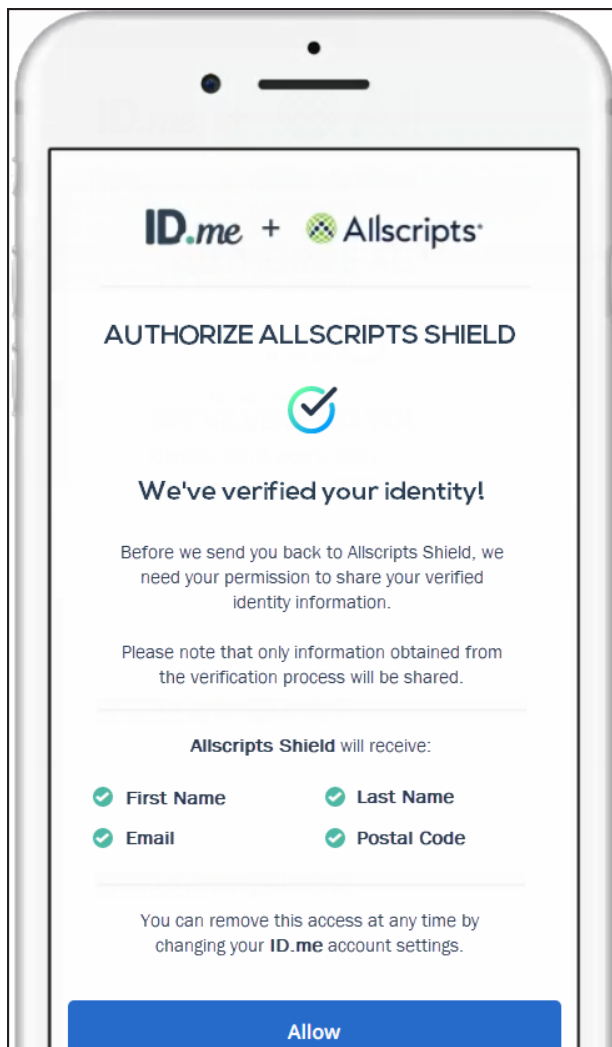 ID.me + Allscripts
AUTHORIZE ALLSCRIPTS SHIELD
We've verified your identity!
Before we send you back to Allscripts Shield, we
need your permission to share your verified
identity information.
Please note that only information obtained from
the verification process will be shared.
Allscripts Shield will receive:
First Name Last Name
Email Postal Code
You can remove this access at any time by
changing your ID.me account settings.
Allow